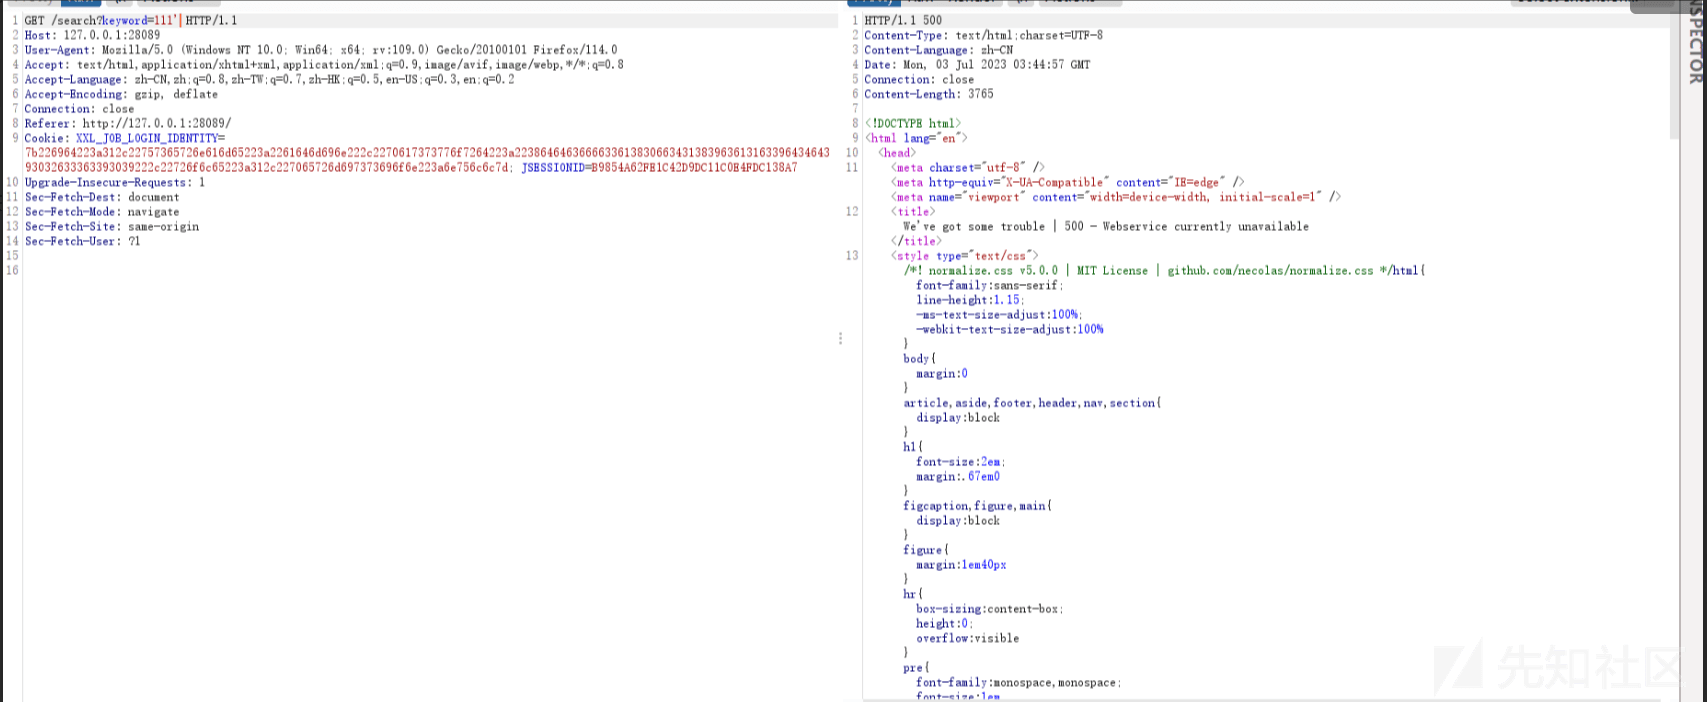 1 GET /search?keyword=111' HTTP/1.1
2 Host: 127.0.0.1:28089
3 User-Agent: Mozilla/5.0 (Windows NT 10.0; Win64; x64; rv:109.0) Gecko/20100101 Firefox/114.0
4 Accept: text/html,application/xhtml+xml,application/xml;q=0.9,image/avif,image/webp,*/*;q=0.8
5 Accept-Language: zh-CN,zh;q=0.8,zh-TW;q=0.7,zh-HK;q=0.5,en-US;q=0.3,en;q=0.2
6 Accept-Encoding: gzip, deflate
7 Connection: close
8 Referer: http://127.0.0.1:28089/
9 Cookie: XXL_JOB_LOGIN_IDENTITY=
JSESSIONID=B9854A62FB1C42D9DC11C0B4FDC138A7
10 Upgrade-Insecure-Requests: 1
11 Sec-Fetch-Dest: document
12 Sec-Fetch-Mode: navigate
13 Sec-Fetch-Site: same-origin
14 Sec-Fetch-User: ?1
15
16
1 HTTP/1.1 500
2 Content-Type: text/html;charset=UTF-8
3 Content-Language: zh-CN
4 Date: Mon, 03 Jul 2023 03:44:57 GMT
5 Connection: close
6 Content-Length: 3765
7
8 <!DOCTYPE html>
9 <html lang="en">
10 <head>
11 <meta charset="utf-8" />
<meta http-equiv="X-UA-Compatible" content="IE=edge" />
<meta name="viewport" content="width=device-width, initial-scale=1" />
12 <title>
We've got some trouble | 500 - Webservice currently unavailable
</title>
13 <style type="text/css">
/*! normalize.css v5.0.0 | MIT License | github.com/necolas/normalize.css */html{
font-family:sans-serif;
line-height:1.15;
-ms-text-size-adjust:100%;
-webkit-text-size-adjust:100%
}
body{
margin:0
}
article,aside,footer,header,nav,section{
display:block
}
h1{
font-size:2em;
margin:.67em0
}
figcaption,figure,main{
display:block
}
figure{
margin:1em40px
}
hr{
box-sizing:content-box;
height:0;
overflow:visible
}
pre{
font-family:monospace,monospace;
font-size:1em
NSPECTOR
先知社区